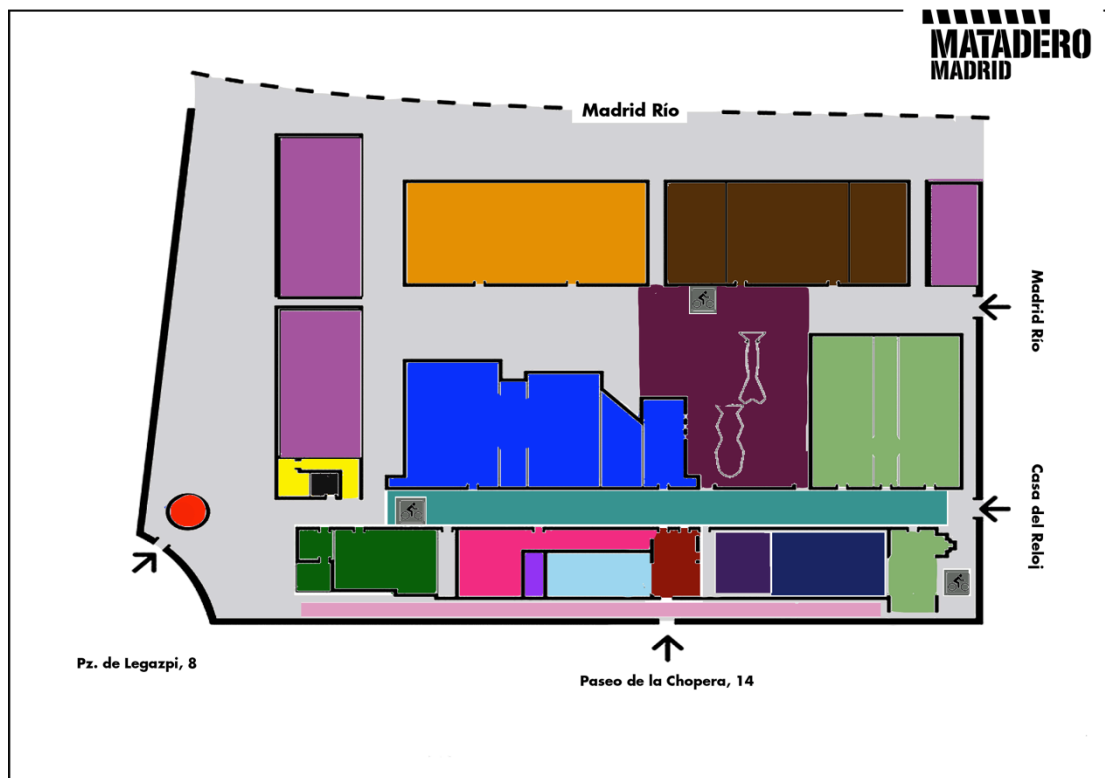 MATADERO
MADRID
Madrid Río
Madrid Río
Casa del Reloj
Pz. de Legazpi, 8
Paseo de la Chopera, 14